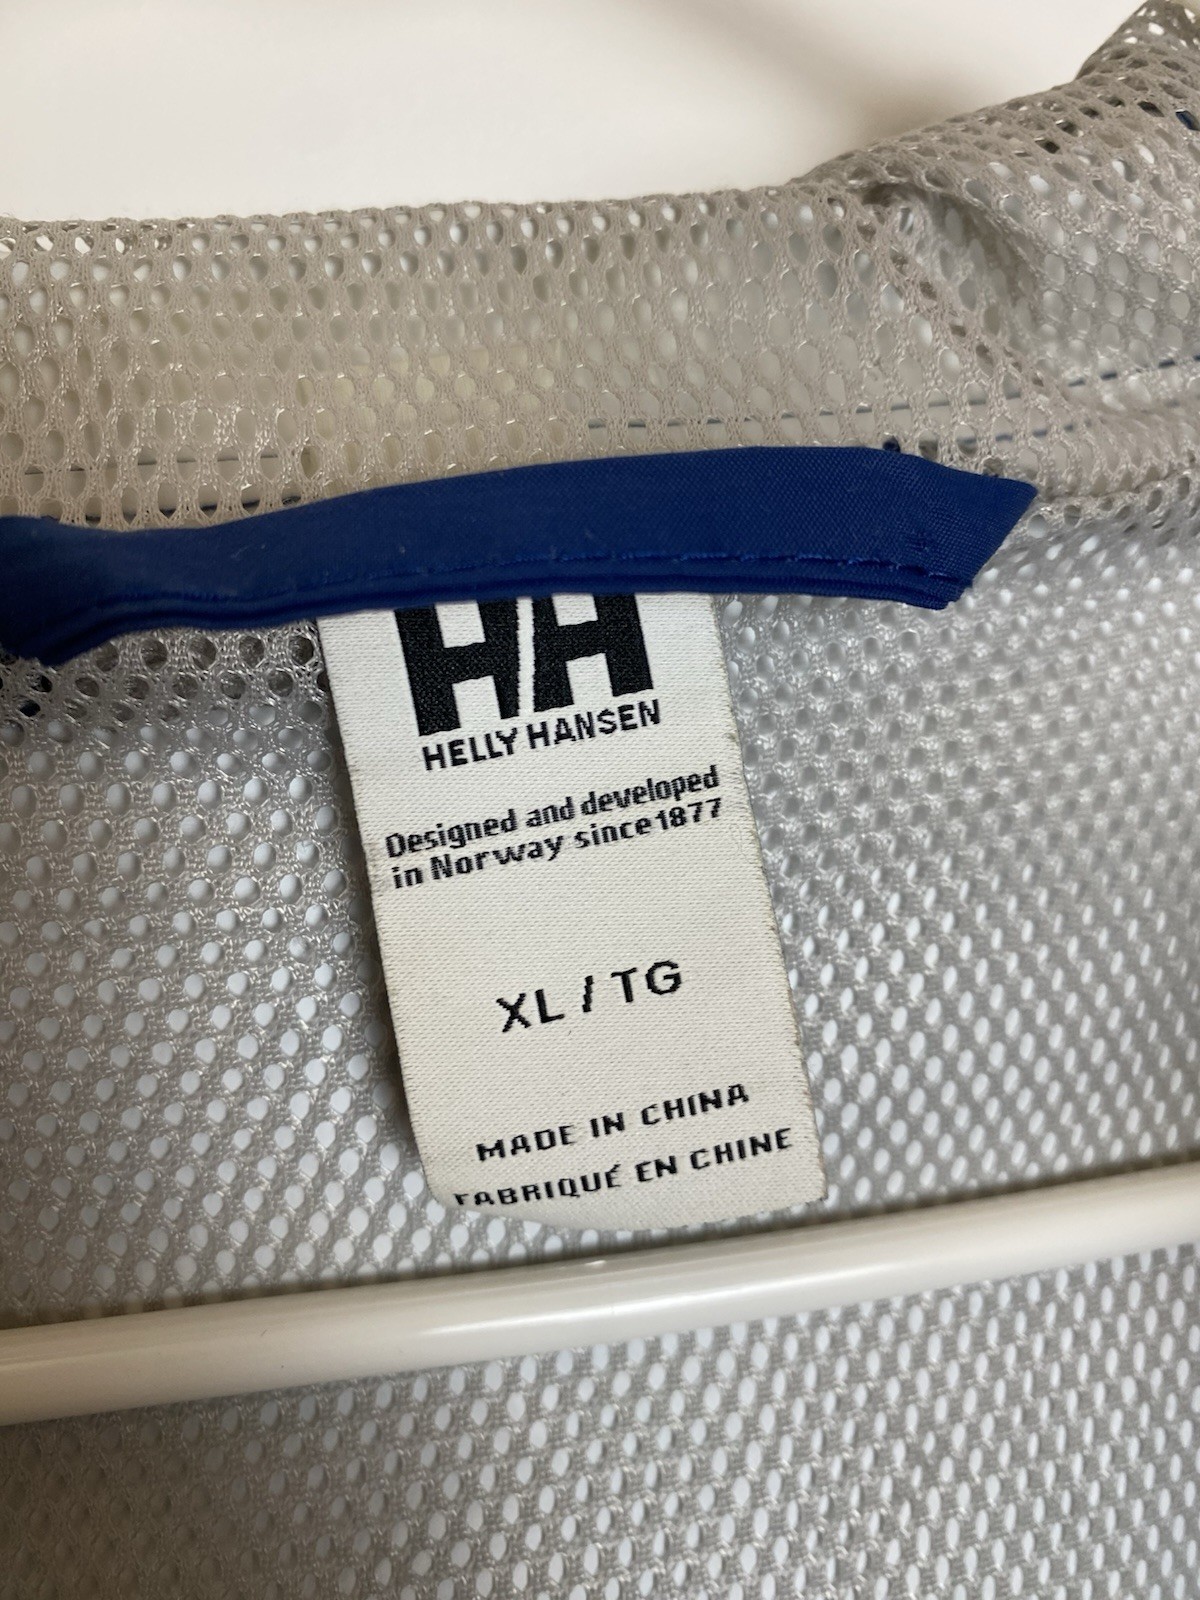 HH
HELLY HANSEN
Designed and developed
in Norway since 1877
XL / TG
MADE IN CHINA
FABRIQUÉ EN CHINE